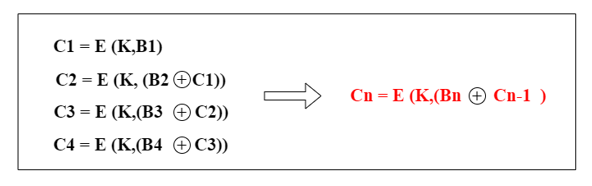 C1 = E (K,B1)
C2 = E (K, (B2 ⊕C1))
C3 = E (K,(B3 ⊕ C2))
C4 = E (K,(B4 ⊕ C3))
Cn = E (K,(Bn ⊕ Cn-1 )